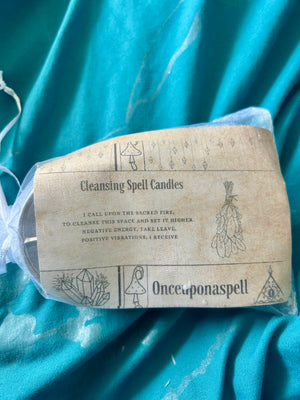 Cleansing Spell Candles
I CALL UPON THE SACRED FIRE,
TO CLEANSE THIS SPACE AND SET IT HIGHER.
NEGATIVE ENERGY, TAKE LEAVE,
POSITIVE VIBRATIONS, I RECEIVE
Onceuponaspell